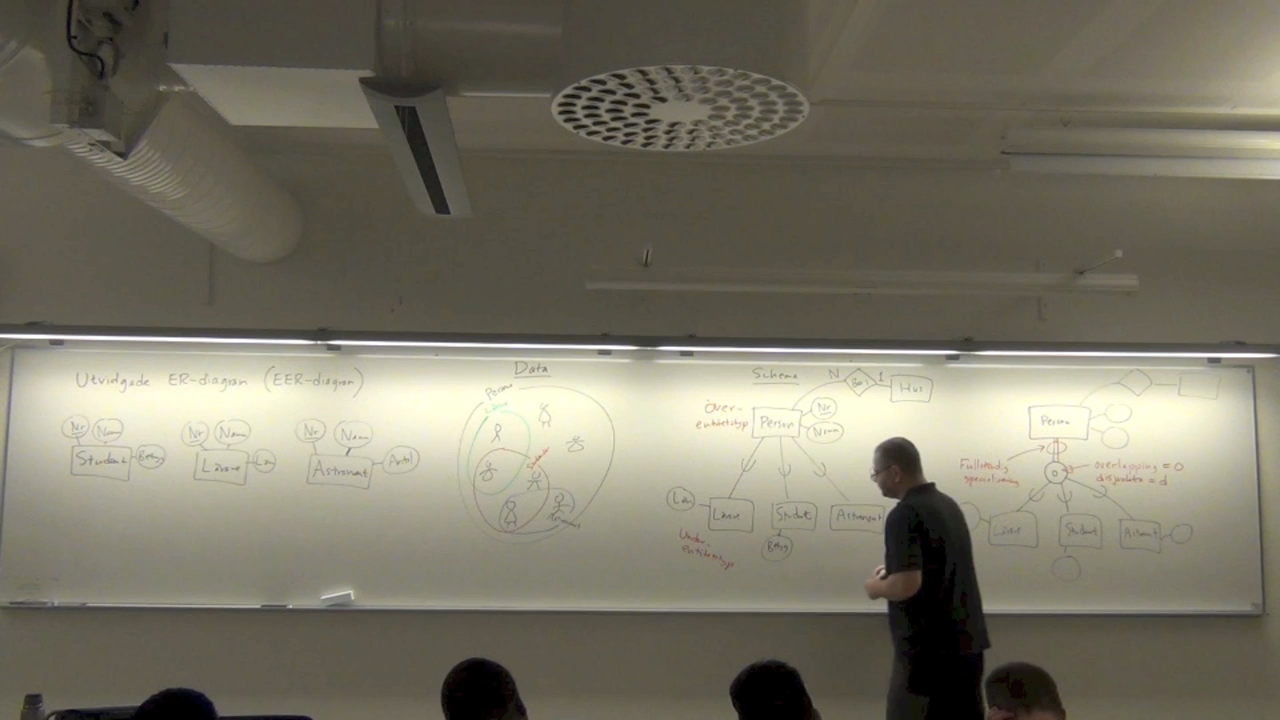 Utvidgade ER-diagram (EER-diagram)
Nr Namn
Student Betyg
Nr Namn
Lärare Lön
Nr Namn
Astronaut Antal
Data
Person
Lärare
Schema
N 1 Hus
Över-
entitetstyp
Person
Nr
Namn
Lön Lärare Student Astronaut
Betyg
Under-
entitetstyp
Person
Fullständig
specialisering
o
overlapping = o
disjoint = d
Lärare Student Astronaut